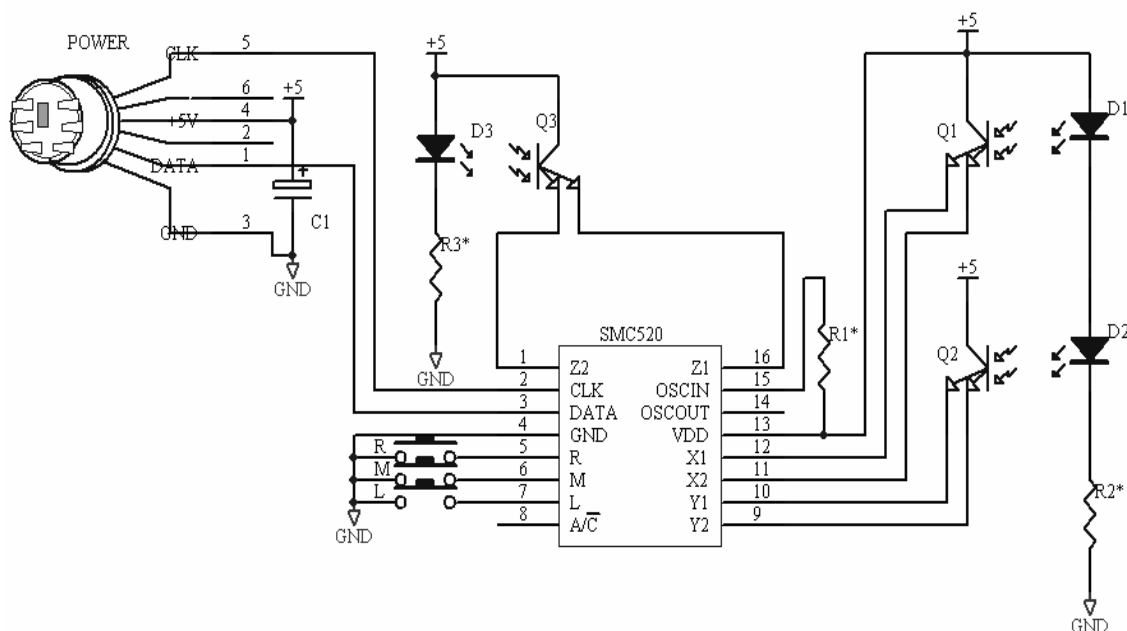 POWER
CLK 5
6
+5V 4
+5
2
DATA 1
C1
GND 3
GND
+5
D3
Q3
R3*
GND
+5
Q1
D1
+5
Q2
D2
R2*
GND
R1*
SMC520
1 Z2 Z1 16
2 CLK OSCIN 15
3 DATA OSCOUT 14
4 GND VDD 13
R 5 R X1 12
M 6 M X2 11
L 7 L Y1 10
8 A/C Y2 9
GND